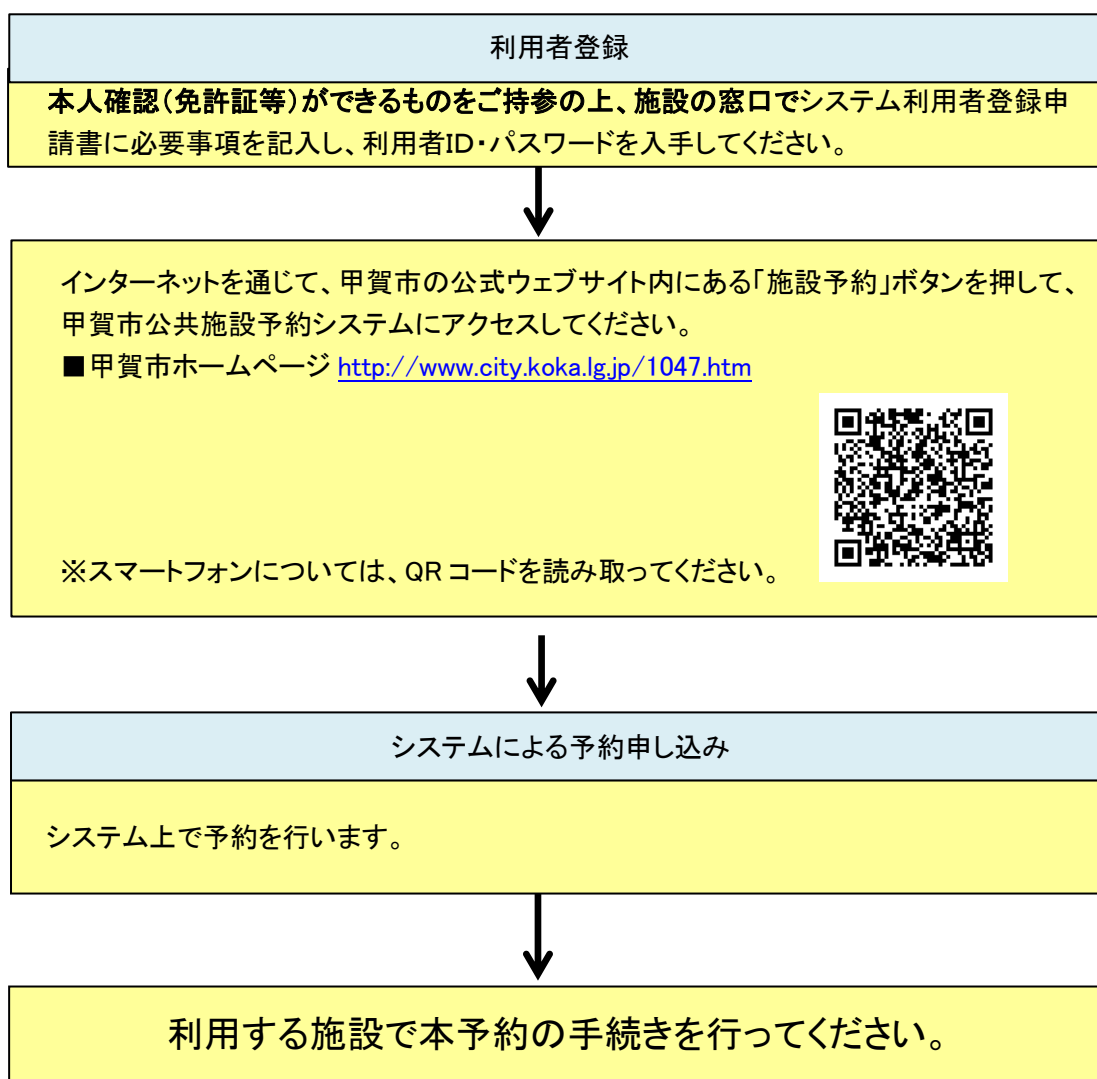 利用者登録
本人確認(免許証等)ができるものをご持参の上、施設の窓口でシステム利用者登録申
請書に必要事項を記入し、利用者ID・パスワードを入手してください。
インターネットを通じて、甲賀市の公式ウェブサイト内にある「施設予約」ボタンを押して、
甲賀市公共施設予約システムにアクセスしてください。
■甲賀市ホームページ http://www.city.koka.lg.jp/1047.htm
※スマートフォンについては、QRコードを読み取ってください。
システムによる予約申し込み
システム上で予約を行います。
利用する施設で本予約の手続きを行ってください。